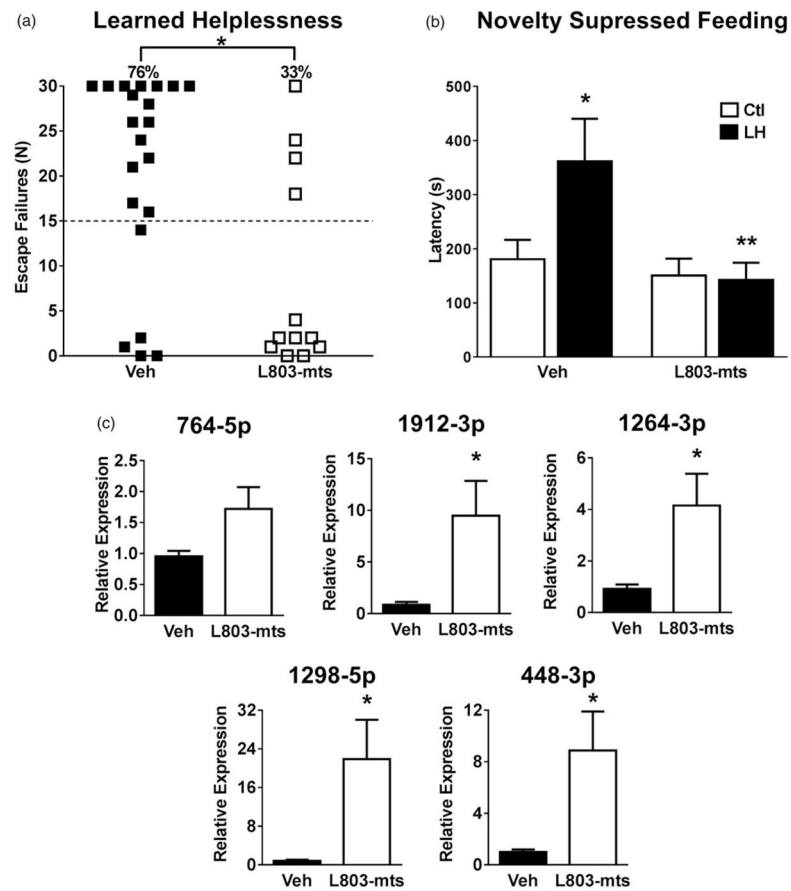 (a) Learned Helplessness
*
76% 33%
30
25
20
15
10
5
0
Escape Failures (N)
Veh L803-mts
(b) Novelty Supressed Feeding
500
400
300
200
100
0
Latency (s)
*
**
Ctl
LH
Veh L803-mts
(c)
764-5p
2.5
2.0
1.5
1.0
0.5
0.0
Relative Expression
Veh L803-mts
1912-3p
*
15
10
5
0
Relative Expression
Veh L803-mts
1264-3p
*
6
4
2
0
Relative Expression
Veh L803-mts
1298-5p
*
32
24
16
8
0
Relative Expression
Veh L803-mts
448-3p
*
12
8
4
0
Relative Expression
Veh L803-mts